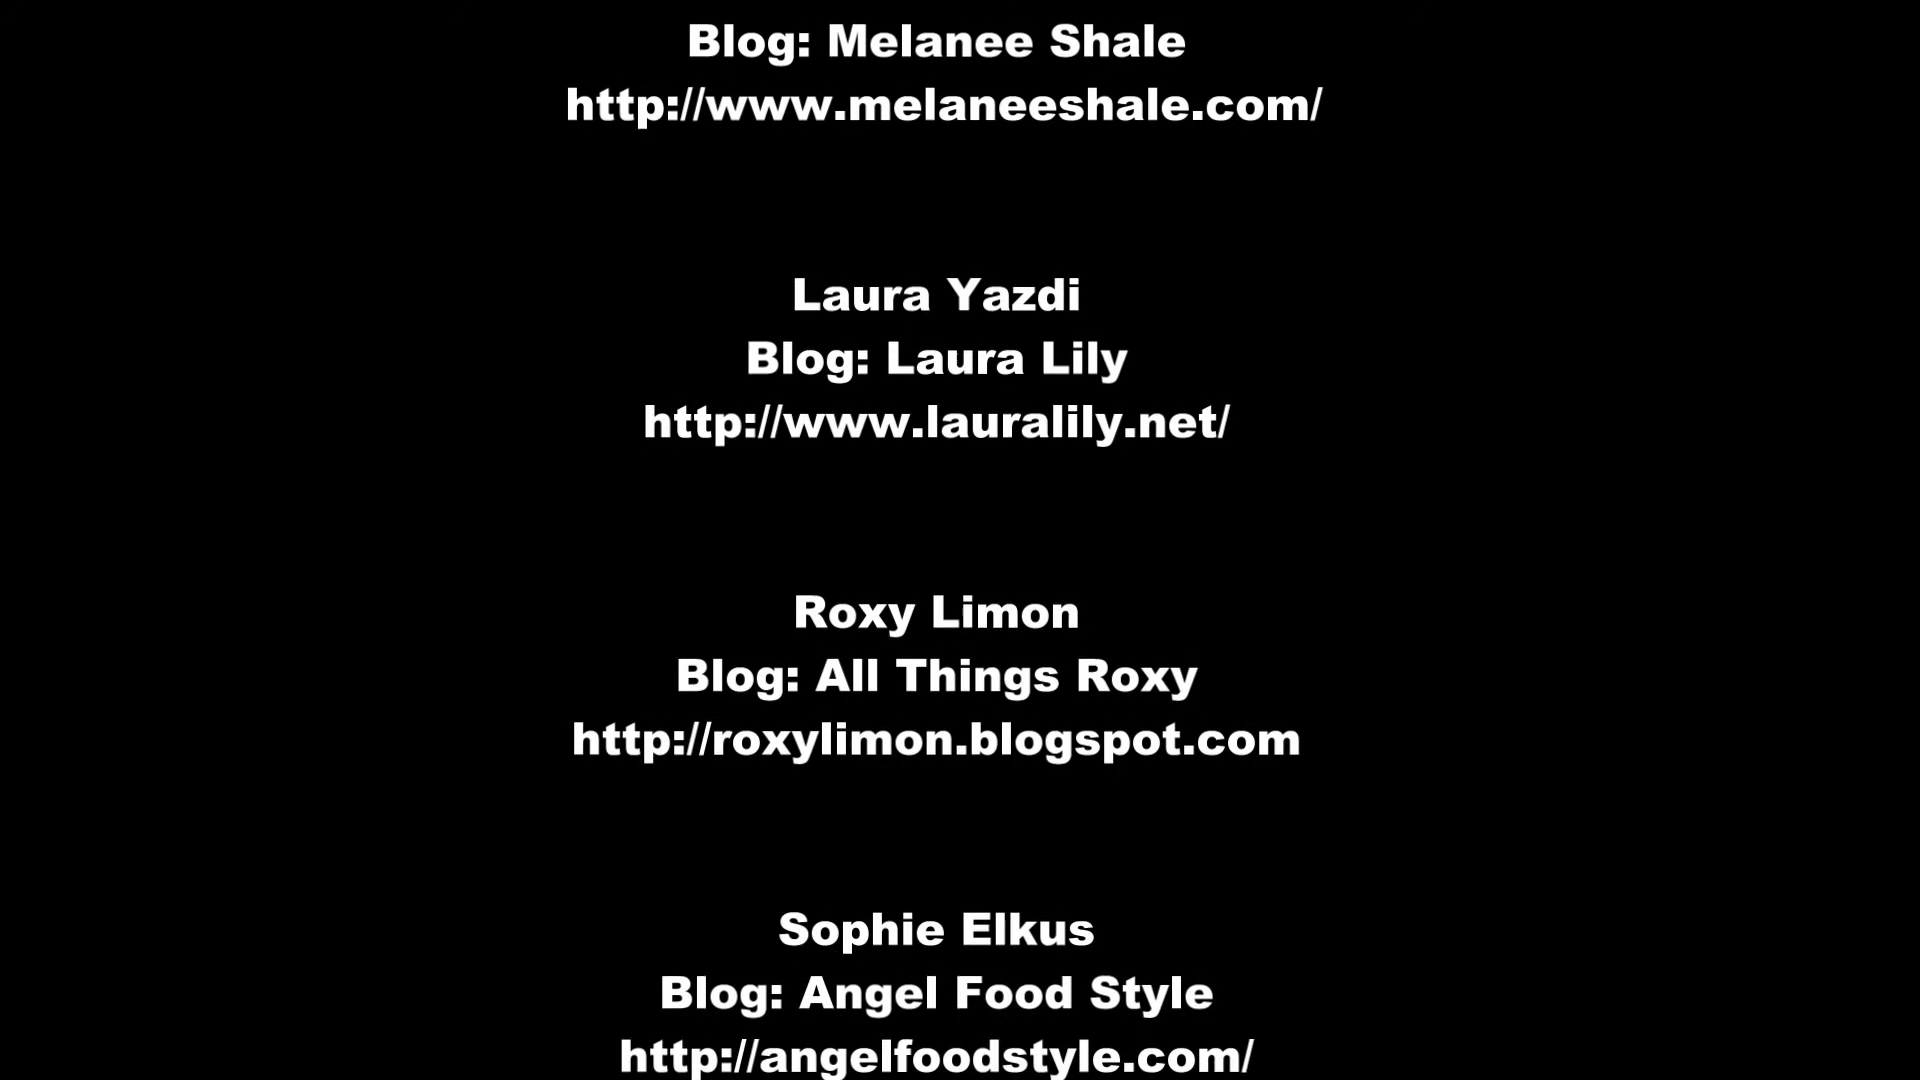 Blog: Melanee Shale
http://www.melaneeshale.com/
Laura Yazdi
Blog: Laura Lily
http://www.lauralily.net/
Roxy Limon
Blog: All Things Roxy
http://roxylimon.blogspot.com
Sophie Elkus
Blog: Angel Food Style
http://angelfoodstyle.com/